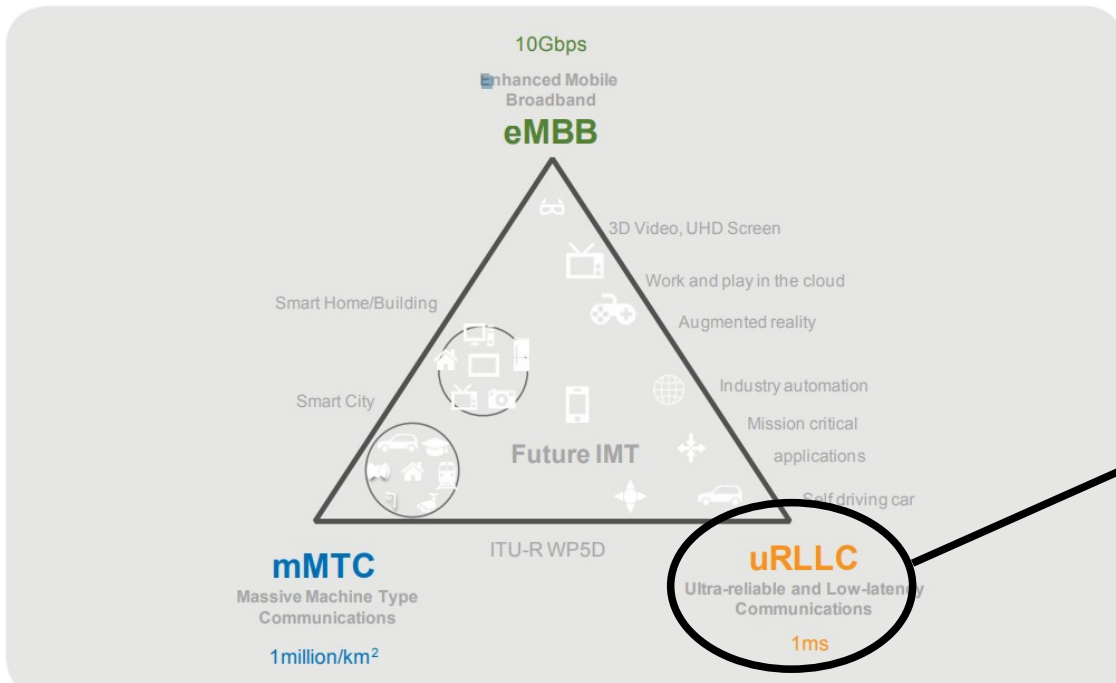 10Gbps
Enhanced Mobile
Broadband
eMBB
3D Video, UHD Screen
Work and play in the cloud
Smart Home/Building
Augmented reality
Industry automation
Smart City
Mission critical
applications
Future IMT
Self driving car
ITU-R WP5D
mMTC
Massive Machine Type
Communications
1million/km²
uRLLC
Ultra-reliable and Low-latency
Communications
1ms